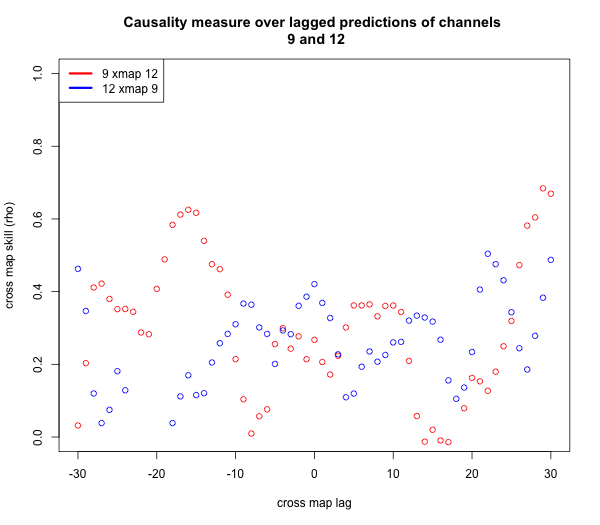 Causality measure over lagged predictions of channels
9 and 12
9 xmap 12
12 xmap 9
cross map skill (rho)
1.0
0.8
0.6
0.4
0.2
0.0
-30 -20 -10 0 10 20 30
cross map lag